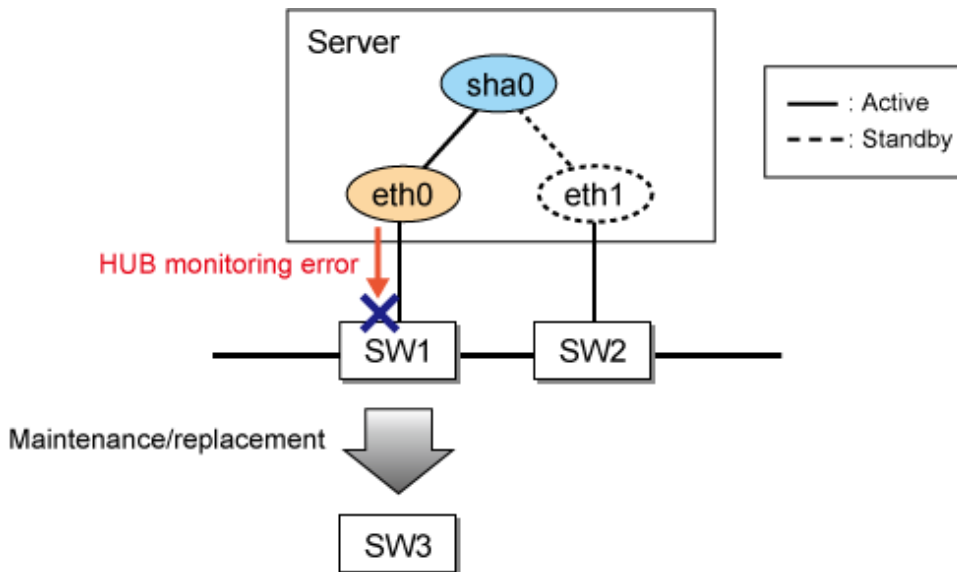 Server
sha0
: Active
: Standby
eth0
eth1
HUB monitoring error
SW1
SW2
Maintenance/replacement
SW3